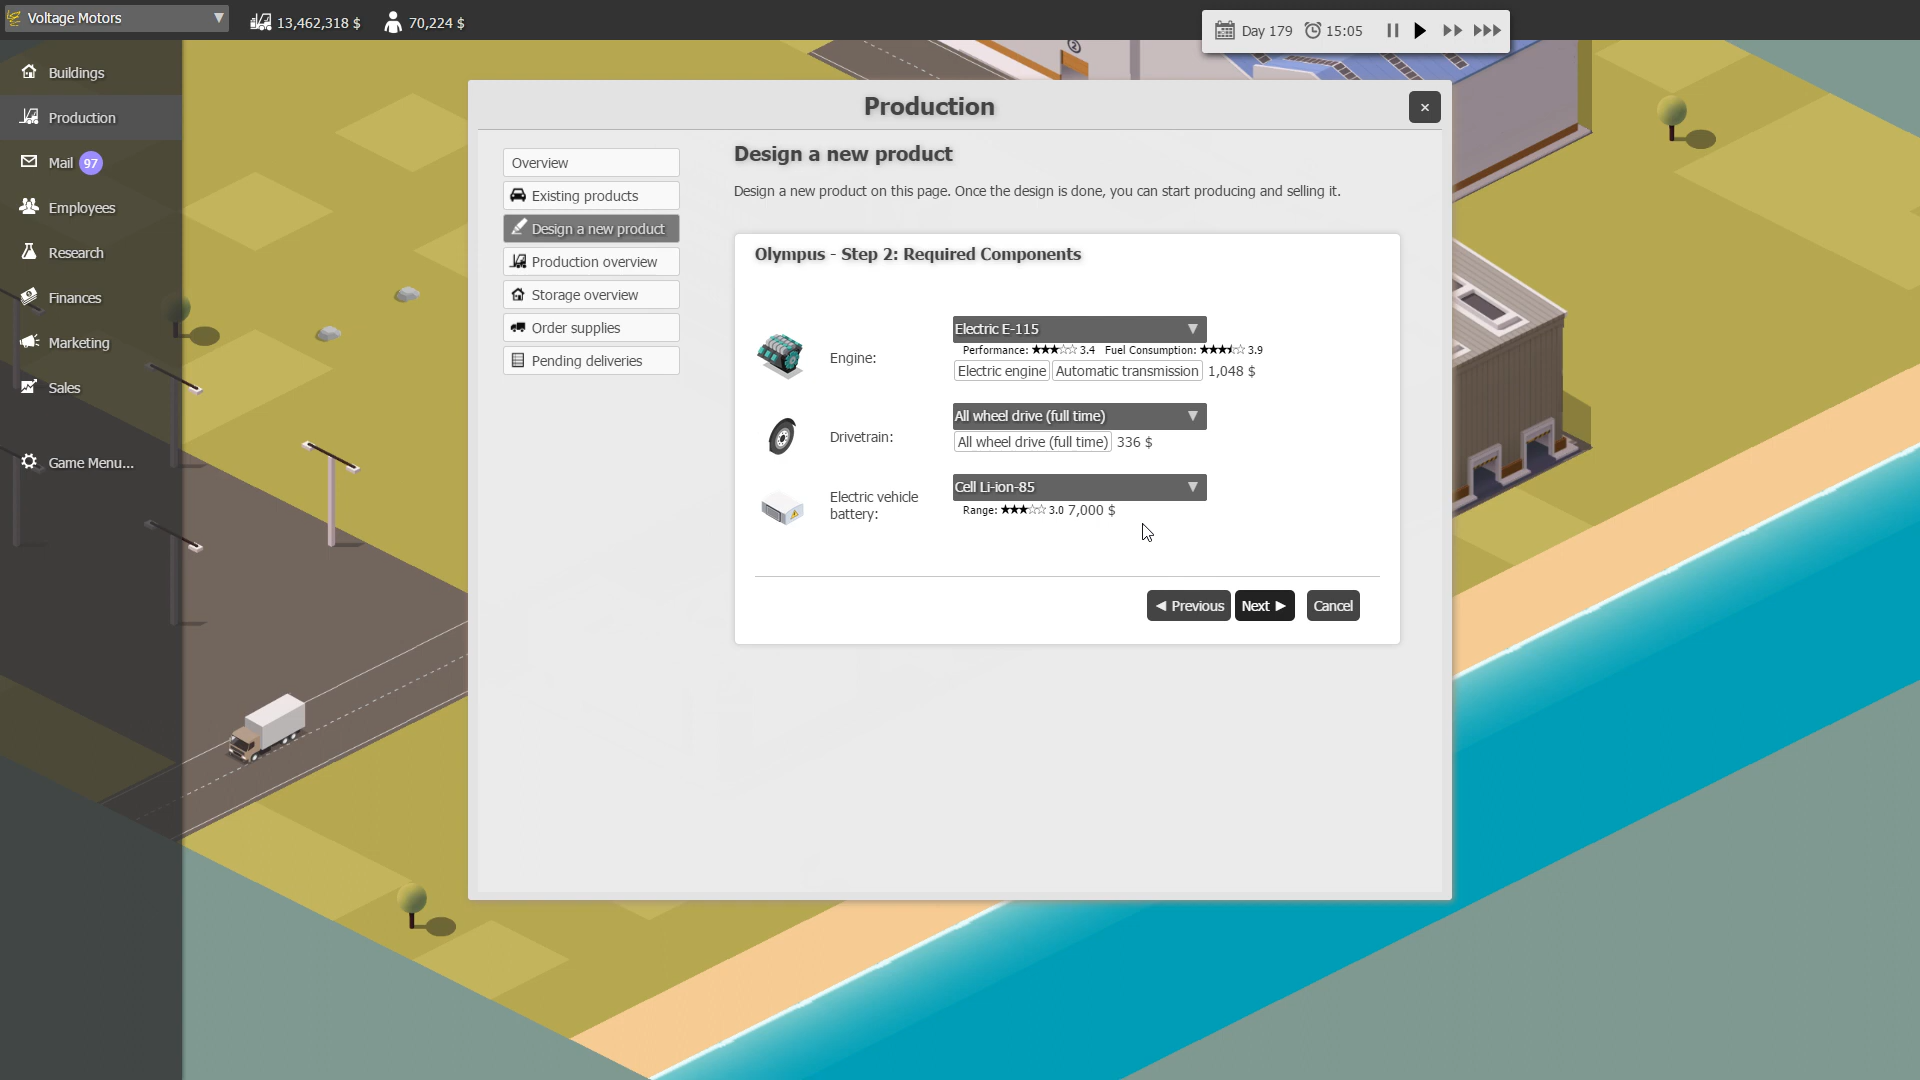 Voltage Motors
13,462,318 $
70,224 $
Day 179
15:05
Buildings
Production
Mail 97
Employees
Research
Finances
Marketing
Sales
Game Menu...
Production
×
Overview
Existing products
Design a new product
Production overview
Storage overview
Order supplies
Pending deliveries
Design a new product
Design a new product on this page. Once the design is done, you can start producing and selling it.
Olympus - Step 2: Required Components
Engine:
Electric E-115
Performance: ★★★☆☆ 3.4 Fuel Consumption: ★★★★☆ 3.9
Electric engine Automatic transmission 1,048 $
Drivetrain:
All wheel drive (full time)
All wheel drive (full time) 336 $
Electric vehicle
battery:
Cell Li-ion-85
Range: ★★★☆☆ 3.0 7,000 $
◀ Previous
Next ▶
Cancel
2